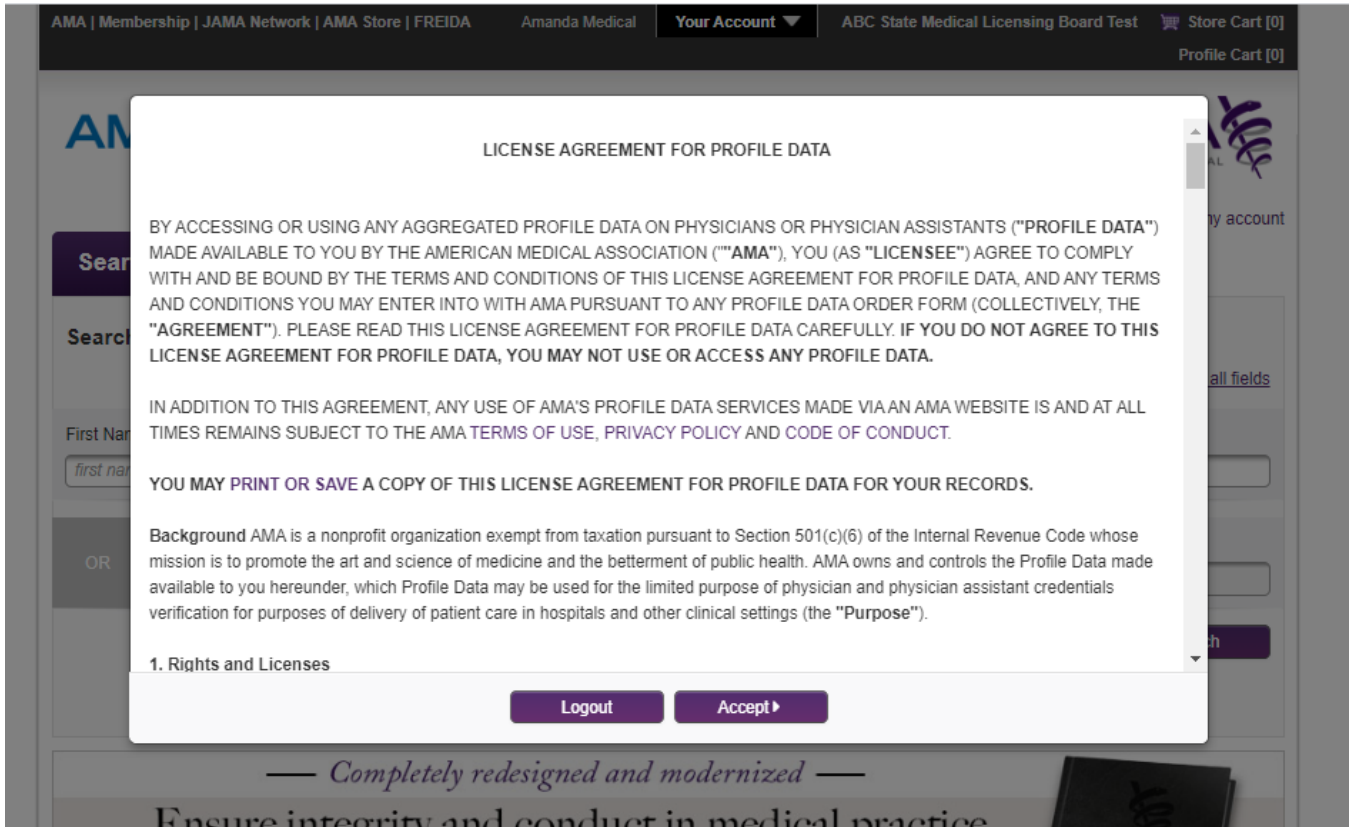 AMA | Membership | JAMA Network | AMA Store | FREIDA Amanda Medical Your Account ABC State Medical Licensing Board Test Store Cart [0]
Profile Cart [0]
LICENSE AGREEMENT FOR PROFILE DATA
BY ACCESSING OR USING ANY AGGREGATED PROFILE DATA ON PHYSICIANS OR PHYSICIAN ASSISTANTS ("PROFILE DATA")
MADE AVAILABLE TO YOU BY THE AMERICAN MEDICAL ASSOCIATION (""AMA"), YOU (AS "LICENSEE") AGREE TO COMPLY
WITH AND BE BOUND BY THE TERMS AND CONDITIONS OF THIS LICENSE AGREEMENT FOR PROFILE DATA, AND ANY TERMS
AND CONDITIONS YOU MAY ENTER INTO WITH AMA PURSUANT TO ANY PROFILE DATA ORDER FORM (COLLECTIVELY, THE
"AGREEMENT"). PLEASE READ THIS LICENSE AGREEMENT FOR PROFILE DATA CAREFULLY. IF YOU DO NOT AGREE TO THIS
LICENSE AGREEMENT FOR PROFILE DATA, YOU MAY NOT USE OR ACCESS ANY PROFILE DATA.
IN ADDITION TO THIS AGREEMENT, ANY USE OF AMA'S PROFILE DATA SERVICES MADE VIA AN AMA WEBSITE IS AND AT ALL
TIMES REMAINS SUBJECT TO THE AMA TERMS OF USE, PRIVACY POLICY AND CODE OF CONDUCT.
YOU MAY PRINT OR SAVE A COPY OF THIS LICENSE AGREEMENT FOR PROFILE DATA FOR YOUR RECORDS.
Background AMA is a nonprofit organization exempt from taxation pursuant to Section 501(c)(6) of the Internal Revenue Code whose
mission is to promote the art and science of medicine and the betterment of public health. AMA owns and controls the Profile Data made
available to you hereunder, which Profile Data may be used for the limited purpose of physician and physician assistant credentials
verification for purposes of delivery of patient care in hospitals and other clinical settings (the "Purpose").
1. Rights and Licenses
Logout Accept
my account
all fields
First Nar
OR
Completely redesigned and modernized
Ensure integrity and conduct in medical practice